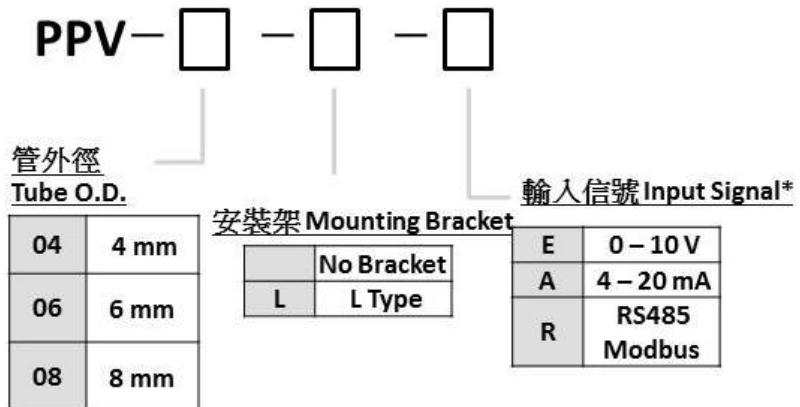 PPV－□ －□ －□
管外徑
Tube O.D.
04 4 mm
06 6 mm
08 8 mm
安裝架 Mounting Bracket
No Bracket
L L Type
輸入信號 Input Signal*
E 0 – 10 V
A 4 – 20 mA
R RS485
Modbus